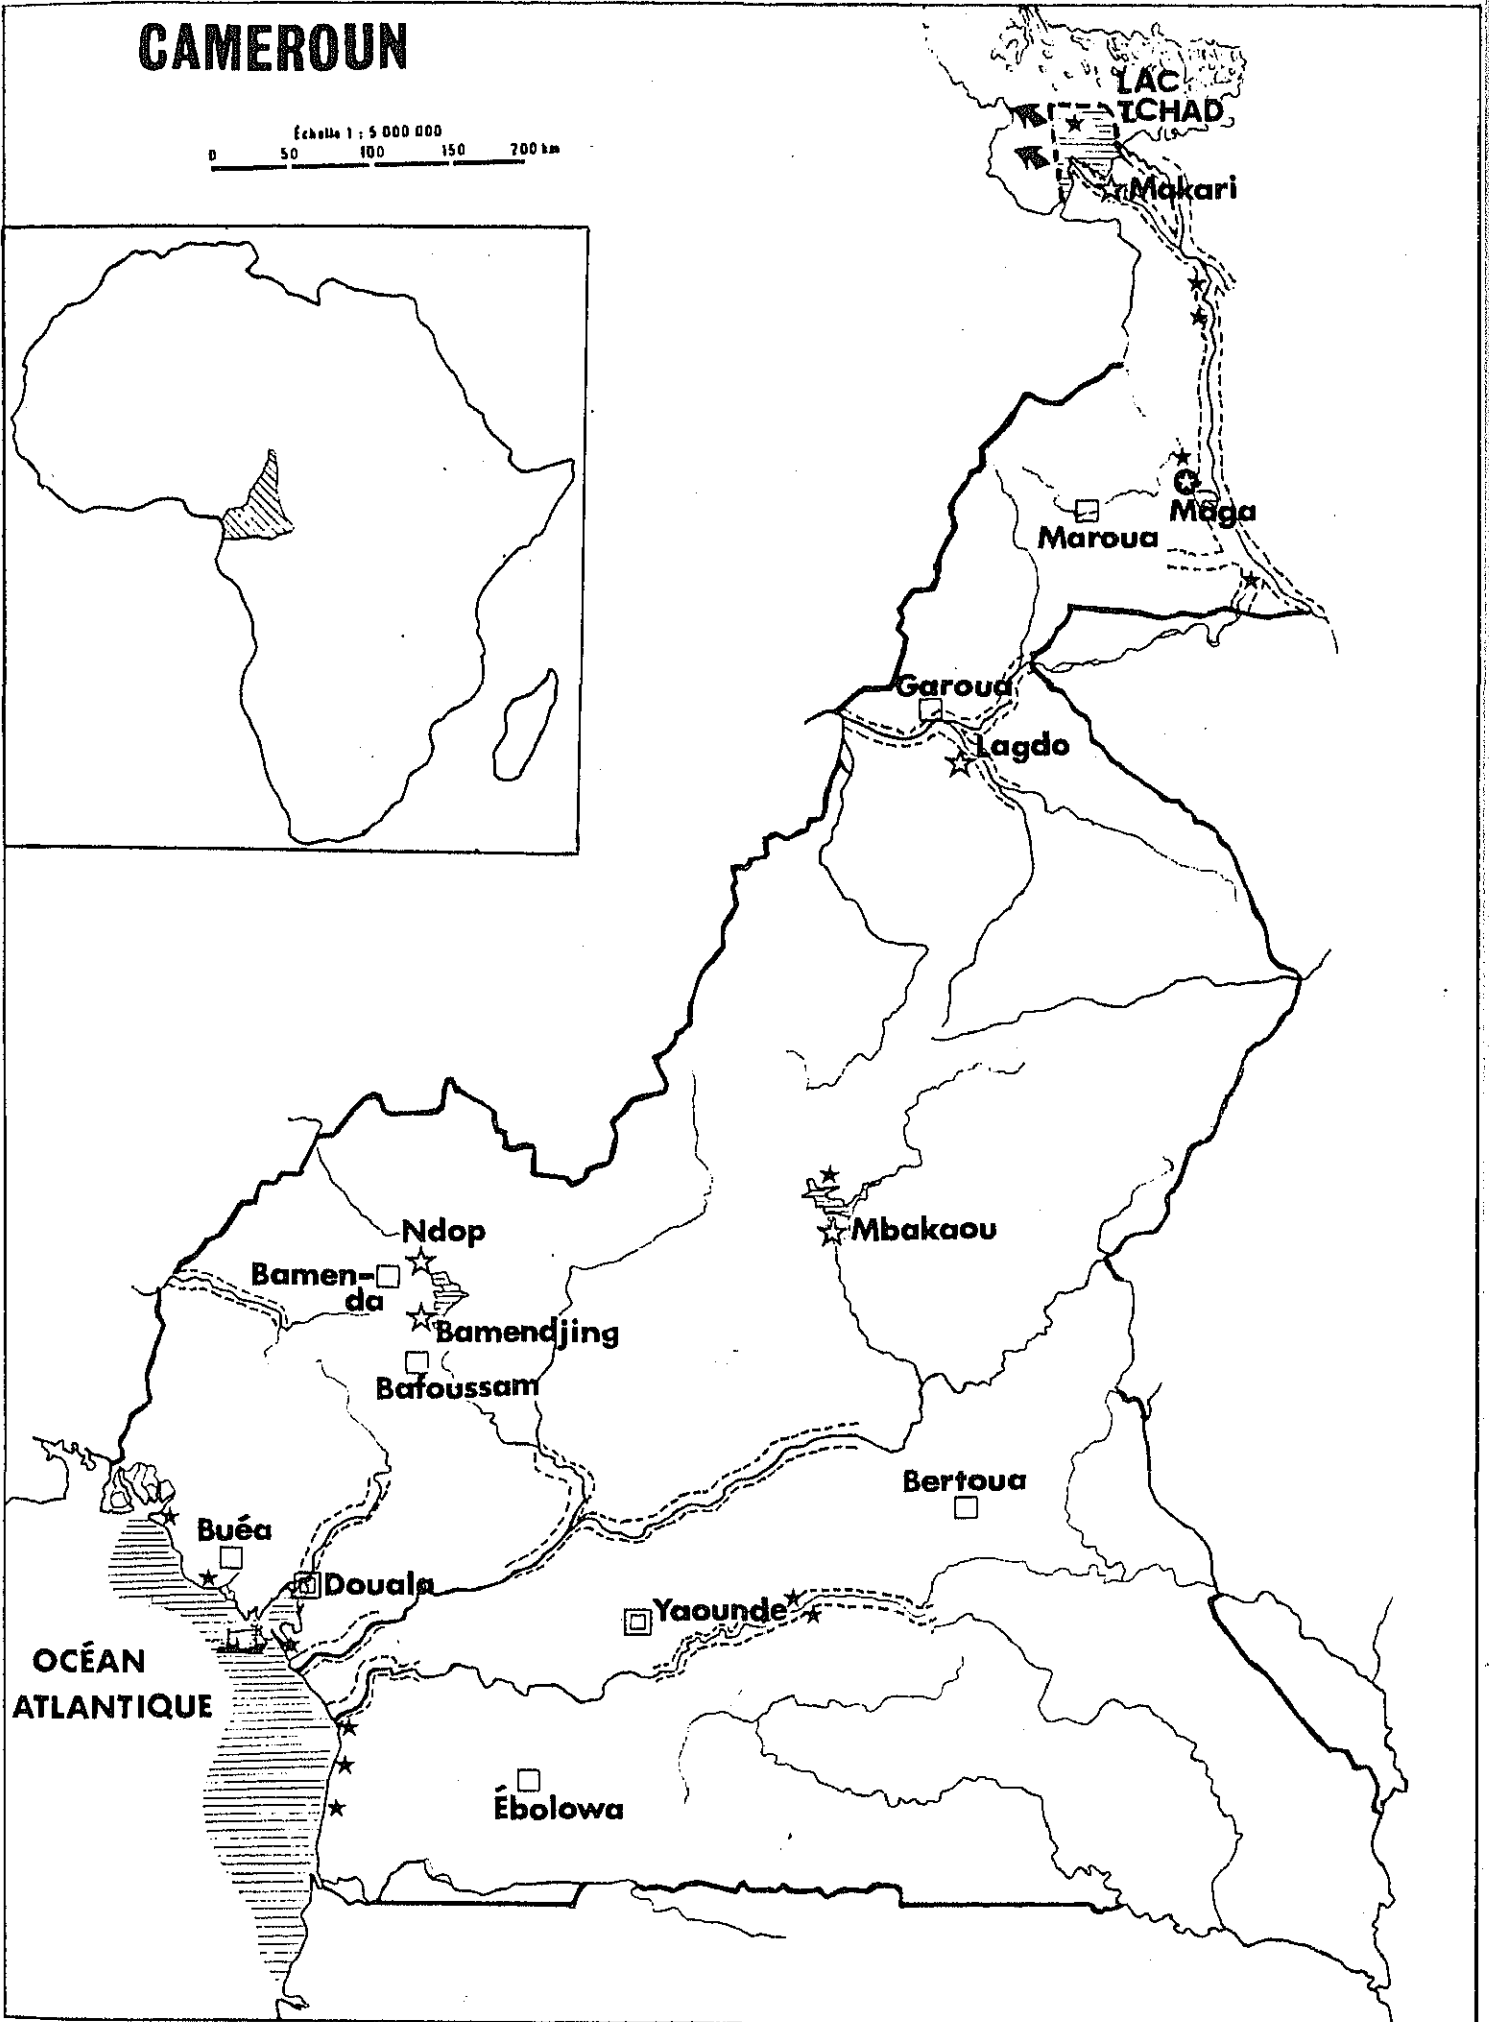 CAMEROUN
Échelle 1 : 5 000 000
0 50 100 150 200 km
LAC
TCHAD
Makari
Maga
Maroua
Garoua
Lagdo
Ndop
Bamen-
da
Mbakaou
Bamendjing
Bafoussam
Bertoua
Buéa
Douala
Yaounde
OCÉAN
ATLANTIQUE
Ébolowa